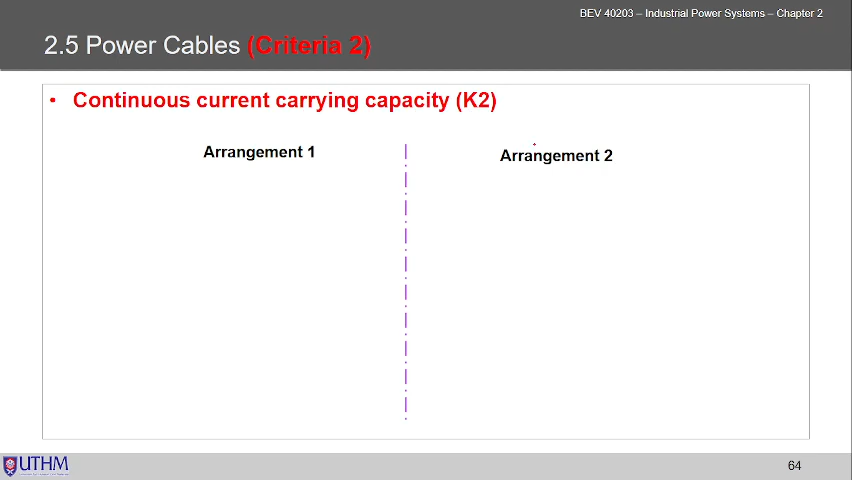 BEV 40203 – Industrial Power Systems – Chapter 2
2.5 Power Cables (Criteria 2)
• Continuous current carrying capacity (K2)
Arrangement 1
Arrangement 2
UTHM
64